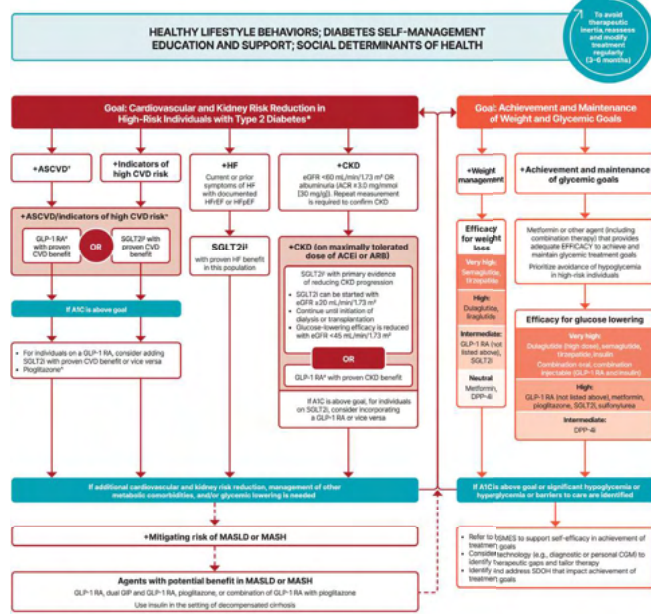 HEALTHY LIFESTYLE BEHAVIORS; DIABETES SELF-MANAGEMENT
EDUCATION AND SUPPORT; SOCIAL DETERMINANTS OF HEALTH
To avoid
therapeutic
inertia, reassess
and modify
treatment
regularly
(3–6 months)
Goal: Cardiovascular and Kidney Risk Reduction in
High-Risk Individuals with Type 2 Diabetes*
+ASCVD†
+Indicators of
high CVD risk
+ASCVD/indicators of high CVD risk
GLP-1 RA# with
proven CVD
benefit
OR
SGLT2i§ with
proven CVD
benefit
If A1C is above goal
• For individuals on a GLP-1 RA, consider adding
SGLT2i with proven CVD benefit or vice versa
• Pioglitazone^
+HF
Current or prior
symptoms of HF
with documented
HFrEF or HFpEF
SGLT2i§
with proven HF benefit
in this population
+CKD
eGFR <60 mL/min/1.73 m² OR
albuminuria (ACR ≥3.0 mg/mmol
[30 mg/g]). Repeat measurement
is required to confirm CKD
+CKD (on maximally tolerated
dose of ACEi or ARB)
SGLT2i§ with primary evidence
of reducing CKD progression
• SGLT2i can be started with
eGFR ≥20 mL/min/1.73 m²
• Continue until initiation of
dialysis or transplantation
• Glucose-lowering efficacy is reduced
with eGFR <45 mL/min/1.73 m²
OR
GLP-1 RA# with proven CKD benefit
If A1C is above goal, for individuals
on SGLT2i, consider incorporating
a GLP-1 RA or vice versa
If additional cardiovascular and kidney risk reduction, management of other
metabolic comorbidities, and/or glycemic lowering is needed
+Mitigating risk of MASLD or MASH
Agents with potential benefit in MASLD or MASH
GLP-1 RA, dual GIP and GLP-1 RA, pioglitazone, or combination of GLP-1 RA with pioglitazone
Use insulin in the setting of decompensated cirrhosis
Goal: Achievement and Maintenance
of Weight and Glycemic Goals
+Weight
management
Efficacy
for weight
loss
Very high:
Semaglutide,
tirzepatide
High:
Dulaglutide,
liraglutide
Intermediate:
GLP-1 RA (not
listed above),
SGLT2i
Neutral
Metformin,
DPP-4i
+Achievement and maintenance
of glycemic goals
Metformin or other agent (including
combination therapy) that provides
adequate EFFICACY to achieve and
maintain glycemic treatment goals
Prioritize avoidance of hypoglycemia
in high-risk individuals
Efficacy for glucose lowering
Very high:
Dulaglutide (high dose), semaglutide,
tirzepatide, insulin
Combination oral, combination
injectable (GLP-1 RA and insulin)
High:
GLP-1 RA (not listed above), metformin,
pioglitazone, SGLT2i, sulfonylurea
Intermediate:
DPP-4i
If A1C is above goal or significant hypoglycemia or
hyperglycemia or barriers to care are identified
• Refer to DSMES to support self-efficacy in achievement of
treatment goals
• Consider technology (e.g., diagnostic or personal CGM) to
identify therapeutic gaps and tailor therapy
• Identify and address SDOH that impact achievement of
treatment goals